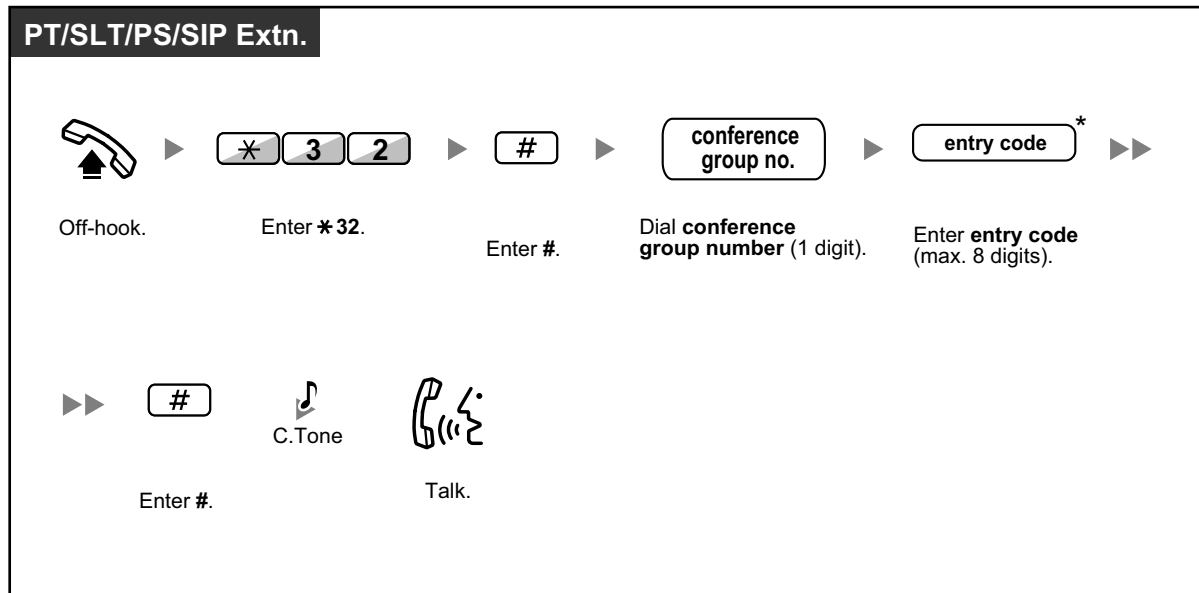 PT/SLT/PS/SIP Extn.
* 3 2
#
conference
group no.
entry code *
Off-hook.
Enter *32.
Enter #.
Dial conference
group number (1 digit).
Enter entry code
(max. 8 digits).
#
C.Tone
Enter #.
Talk.